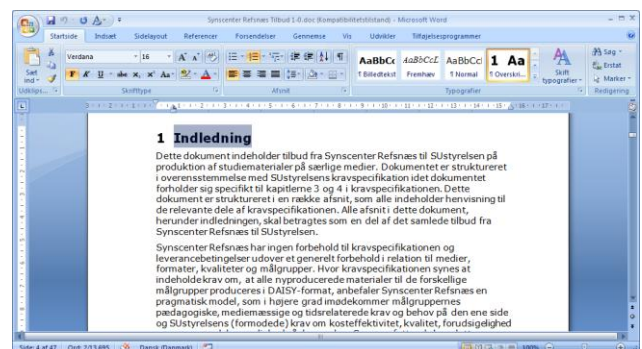 Synscenter Refsnæs Tilbud 1-0.doc (Kompatibilitetstilstand) - Microsoft Word
Startside Indsæt Sidelayout Referencer Forsendelser Gennemse Vis Udvikler Tilføjelsesprogrammer
Verdana 16
Sæt ind
F K U abe x, x² Aa
AaBbCc AaBbCcL AaBbCcI 1 Aa
¶ Billedtekst Fremhæv ¶ Normal ¶ Overskri...
Skift typografier
Søg
Erstat
Markér
Udklips... Skrifttype Afsnit Typografier Redigering
1 Indledning
Dette dokument indeholder tilbud fra Synscenter Refsnæs til SUstyrelsen på
produktion af studiematerialer på særlige medier. Dokumentet er struktureret
i overensstemmelse med SUstyrelsens kravspecifikation idet dokumentet
forholder sig specifikt til kapitlerne 3 og 4 i kravspecifikationen. Dette
dokument er struktureret i en række afsnit, som alle indeholder henvisning til
de relevante dele af kravspecifikationen. Alle afsnit i dette dokument,
herunder indledningen, skal betragtes som en del af det samlede tilbud fra
Synscenter Refsnæs til SUstyrelsen.
Synscenter Refsnæs har ingen forbehold til kravspecifikationen og
leverancebetingelser udover et generelt forbehold i relation til medier,
formater, kvaliteter og målgrupper. Hvor kravspecifikationen synes at
indeholde krav om, at alle nyproducerede materialer til de forskellige
målgrupper produceres i DAISY-format, anbefaler Synscenter Refsnæs en
pragmatisk model, som i højere grad imødekommer målgruppernes
pædagogiske, mediemæssige og tidsrelaterede krav og behov på den ene side
og SUstyrelsens (formodede) krav om kosteffektivitet, kvalitet, forudsigelighed
Side: 4 af 47 Ord: 2/13.695 Dansk (Danmark) 100%